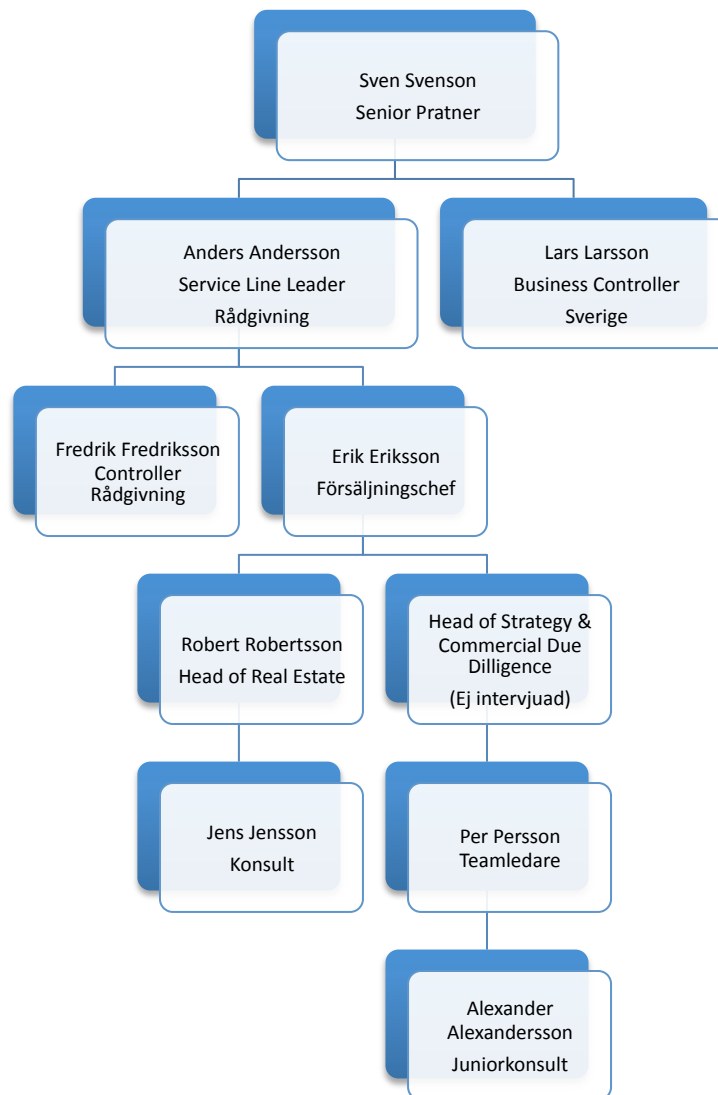 Sven Svenson
Senior Pratner
Anders Andersson
Service Line Leader
Rådgivning
Lars Larsson
Business Controller
Sverige
Fredrik Fredriksson
Controller
Rådgivning
Erik Eriksson
Försäljningschef
Robert Robertsson
Head of Real Estate
Head of Strategy &
Commercial Due
Dilligence
(Ej intervjuad)
Jens Jensson
Konsult
Per Persson
Teamledare
Alexander
Alexandersson
Juniorkonsult